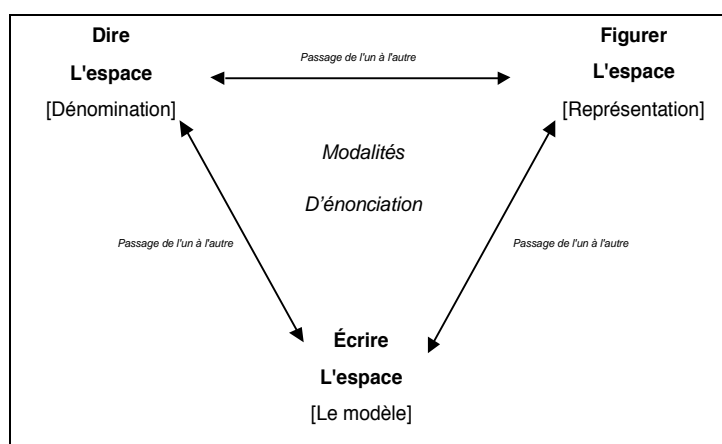 Dire
L'espace
[Dénomination]
Passage de l'un à l'autre
Figurer
L'espace
[Représentation]
Modalités
D'énonciation
Passage de l'un à l'autre
Passage de l'un à l'autre
Écrire
L'espace
[Le modèle]